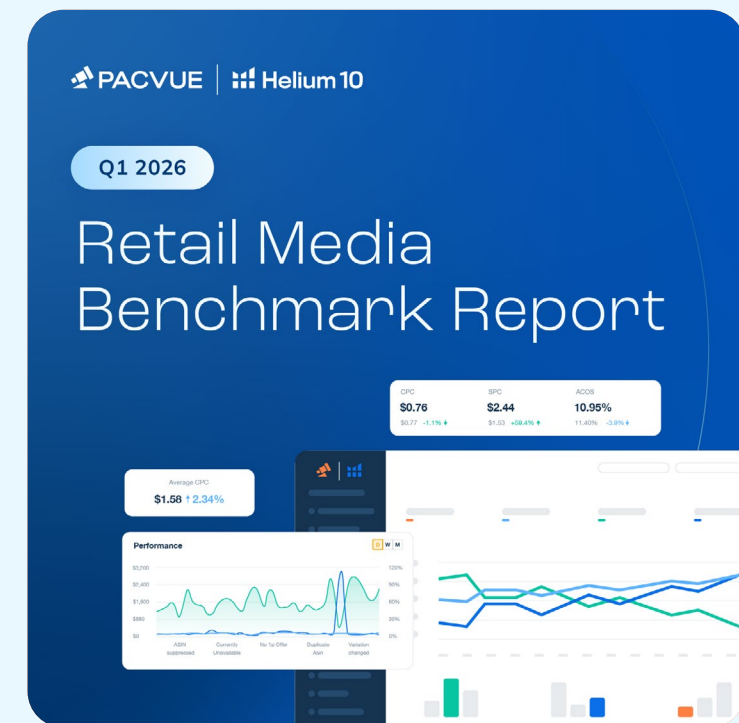 PACVUE | Helium 10
Q1 2026
Retail Media
Benchmark Report
CPC SPC ACOS
$0.76 $2.44 10.95%
$0.77 -1.1% $1.53 +59.4% 11.40% -3.9%
Average CPC
$1.58 ↑ 2.34%
Performance
D W M
$3,200 120%
$2,400 90%
$1,600 60%
$880 30%
$0 0%
ASIN Currently No 1p Offer Duplicate Variation
suppressed Unavailable Alert changed